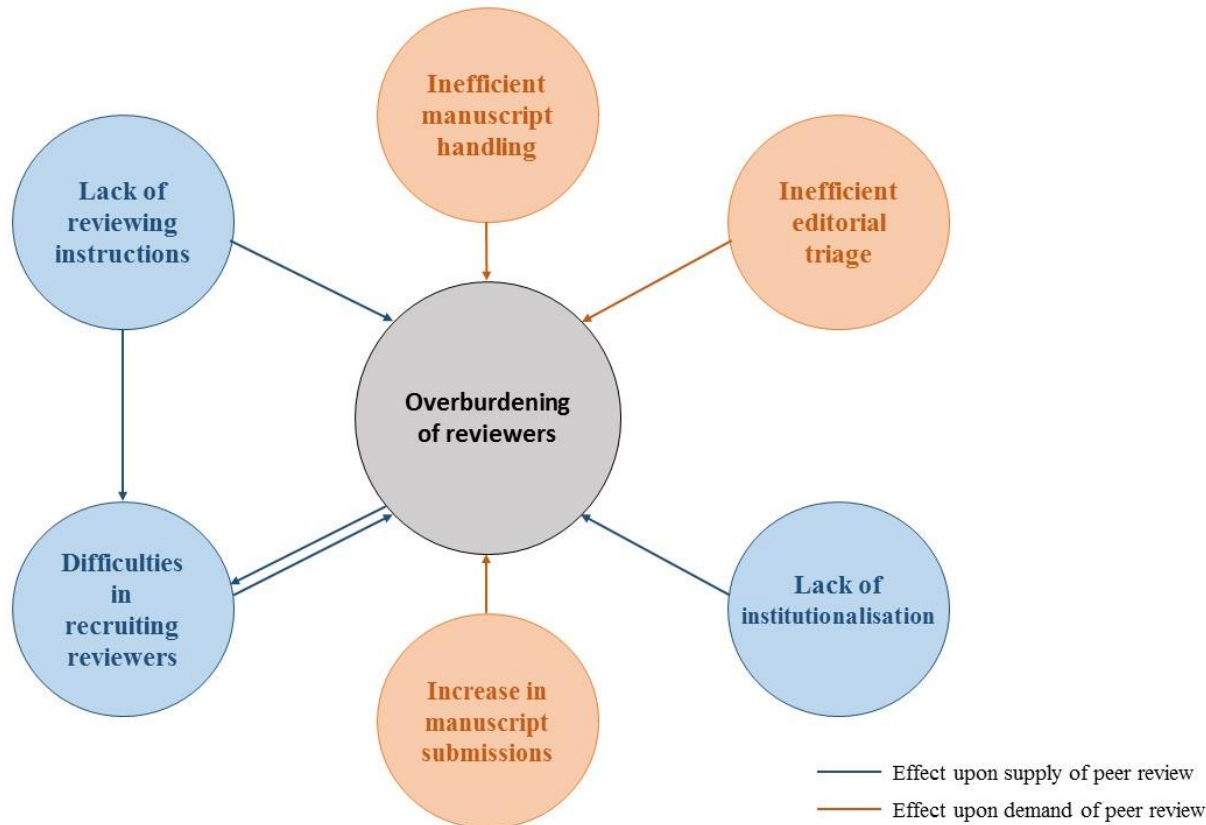 Inefficient
manuscript
handling
Lack of
reviewing
instructions
Inefficient
editorial
triage
Overburdening
of reviewers
Difficulties
in
recruiting
reviewers
Lack of
institutionalisation
Increase in
manuscript
submissions
Effect upon supply of peer review
Effect upon demand of peer review